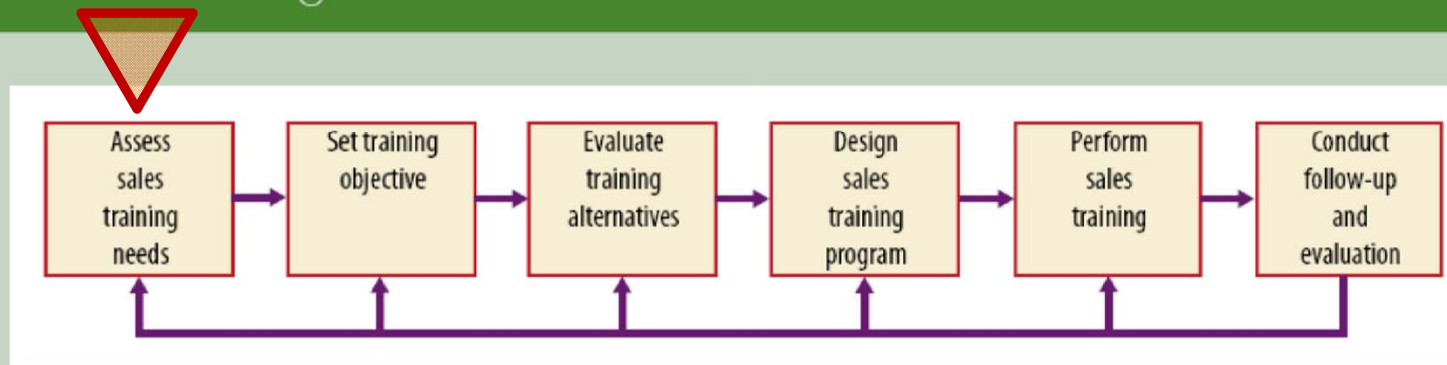 Assess
sales
training
needs
Set training
objective
Evaluate
training
alternatives
Design
sales
training
program
Perform
sales
training
Conduct
follow-up
and
evaluation